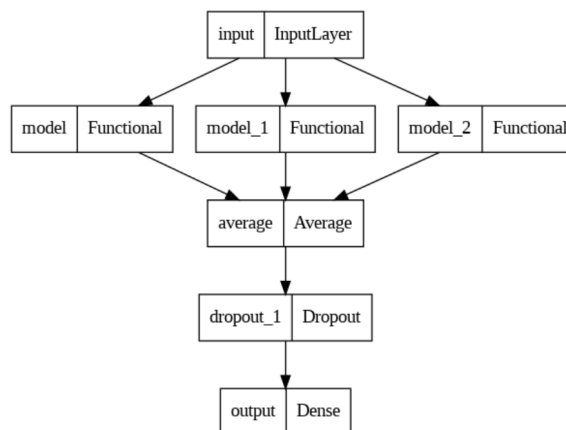 input InputLayer
model Functional model_1 Functional model_2 Functional
average Average
dropout_1 Dropout
output Dense